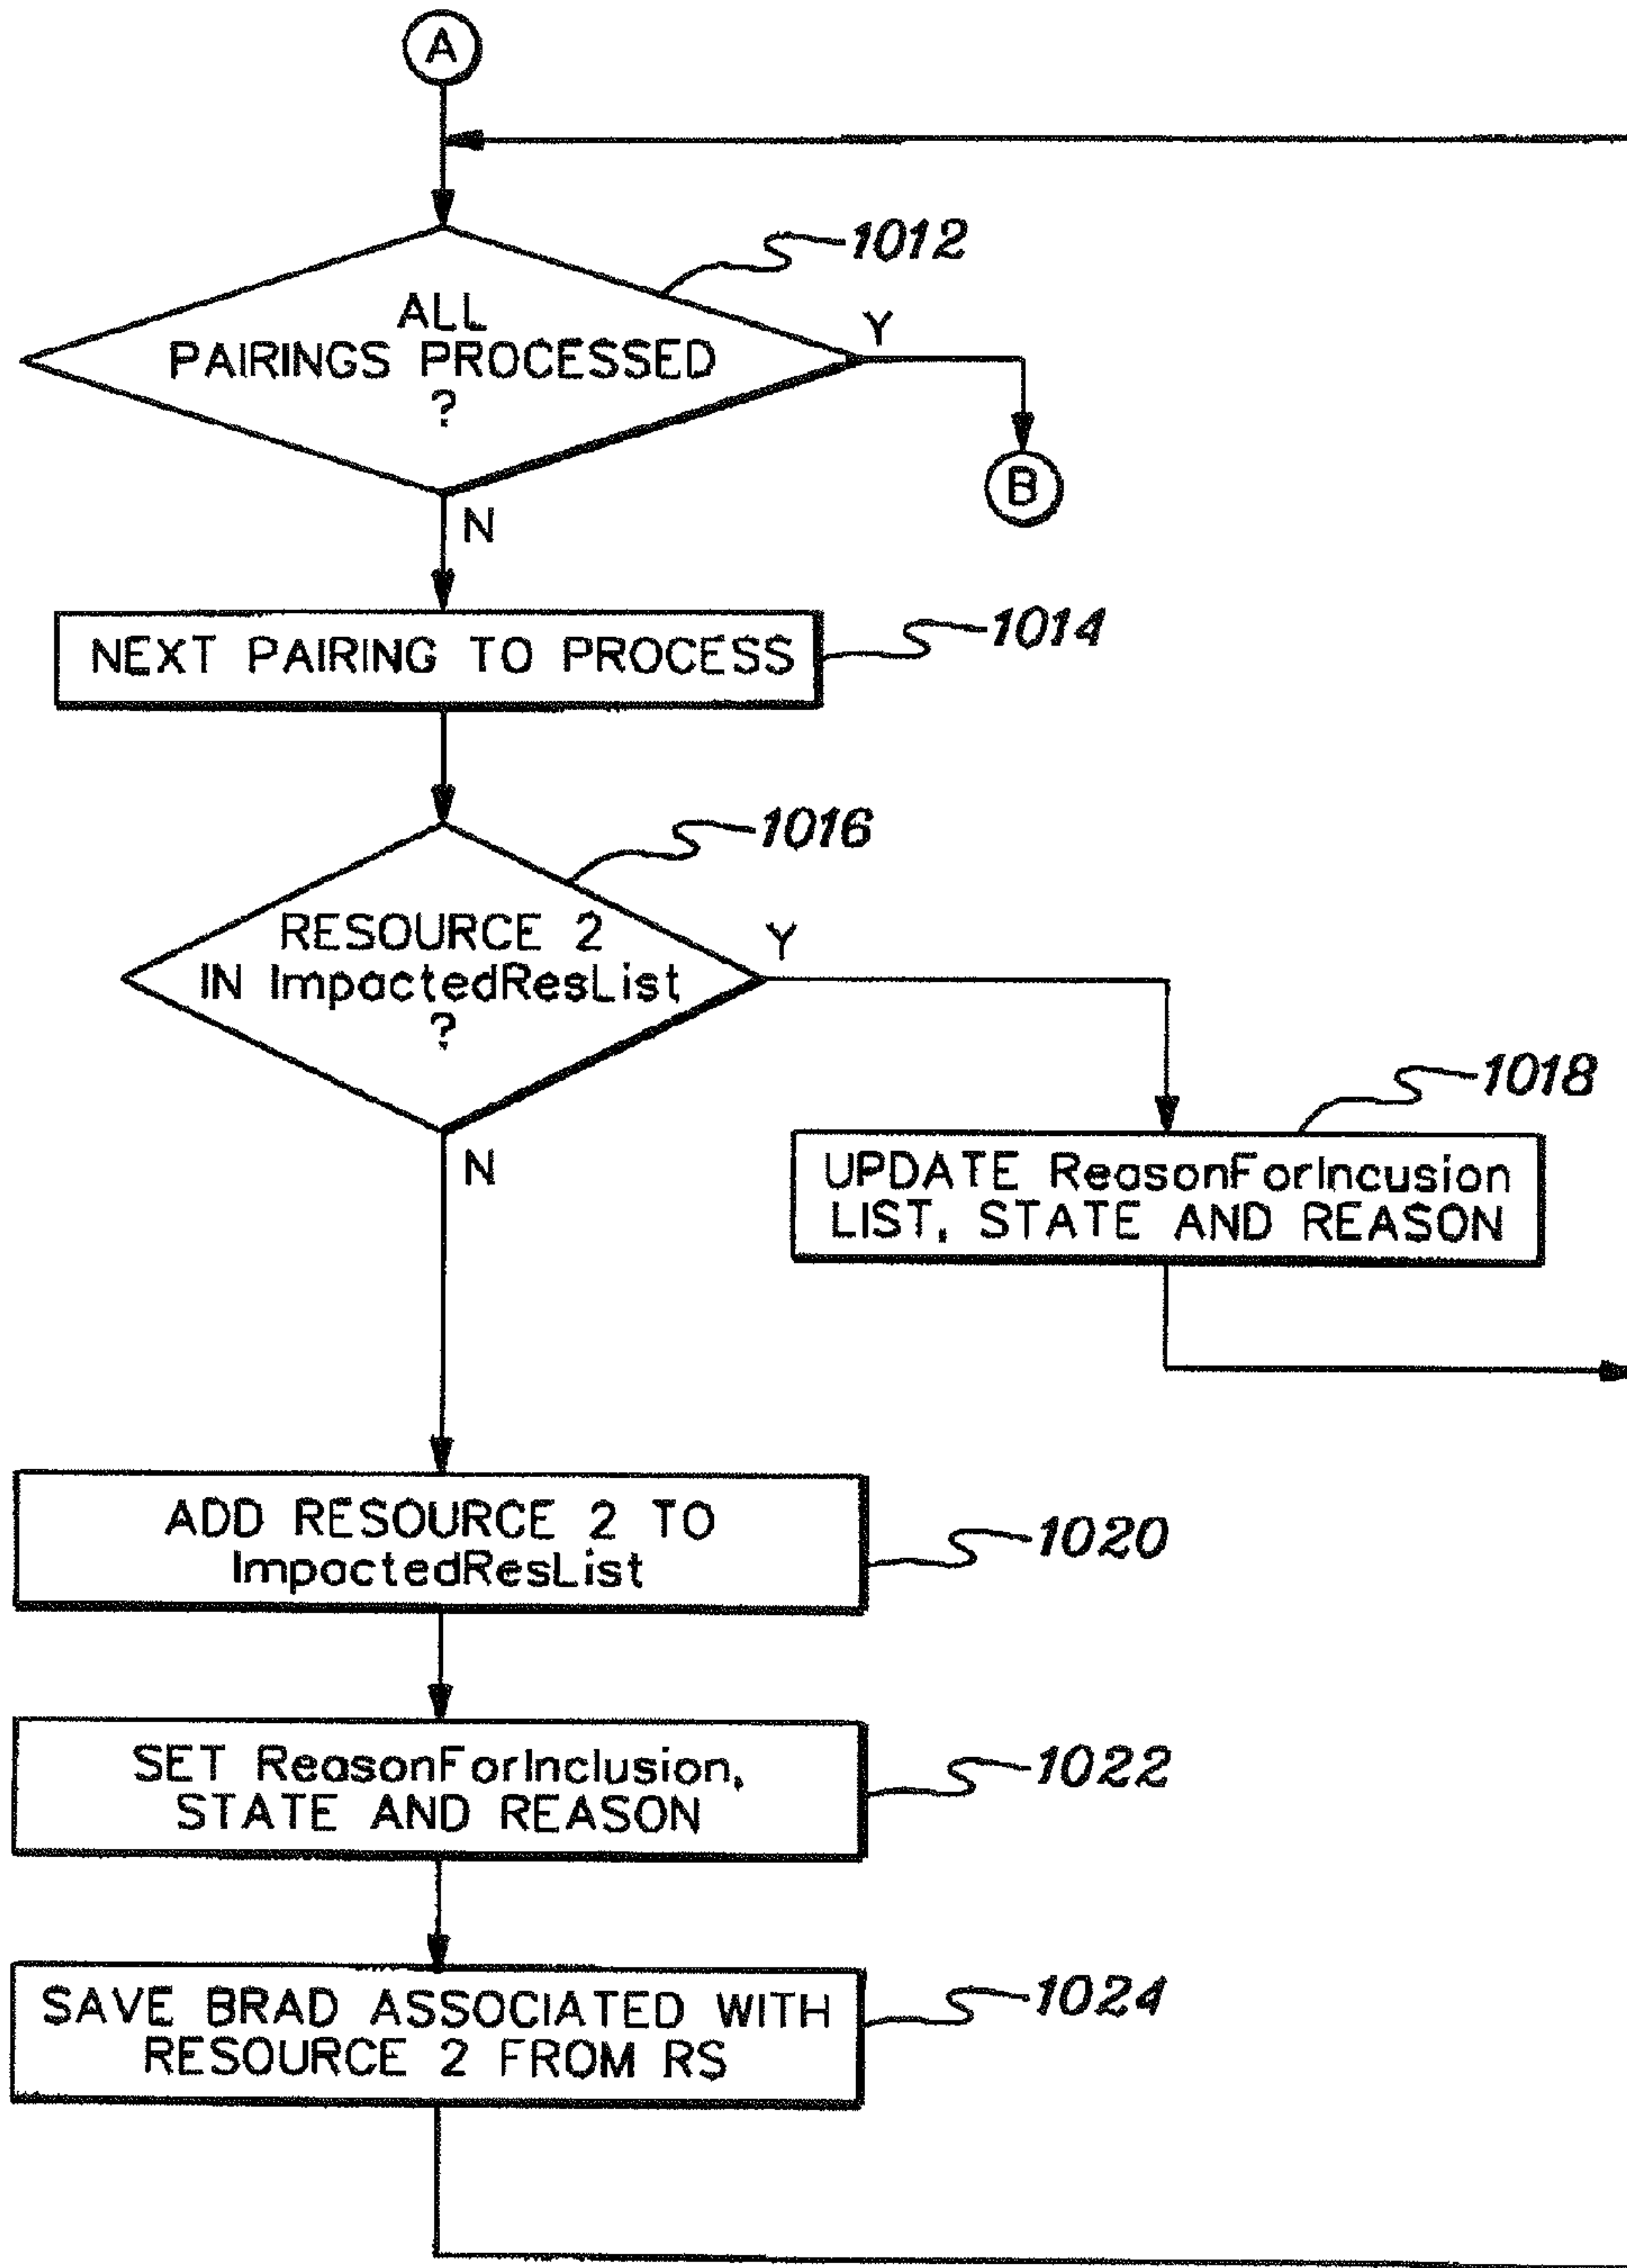 A
1012
ALL
PAIRINGS PROCESSED
?
Y
B
N
NEXT PAIRING TO PROCESS
1014
1016
RESOURCE 2
IN ImpactedResList
?
Y
N
1018
UPDATE ReasonForIncusion
LIST, STATE AND REASON
ADD RESOURCE 2 TO
ImpactedResList
1020
SET ReasonForInclusion,
STATE AND REASON
1022
SAVE BRAD ASSOCIATED WITH
RESOURCE 2 FROM RS
1024